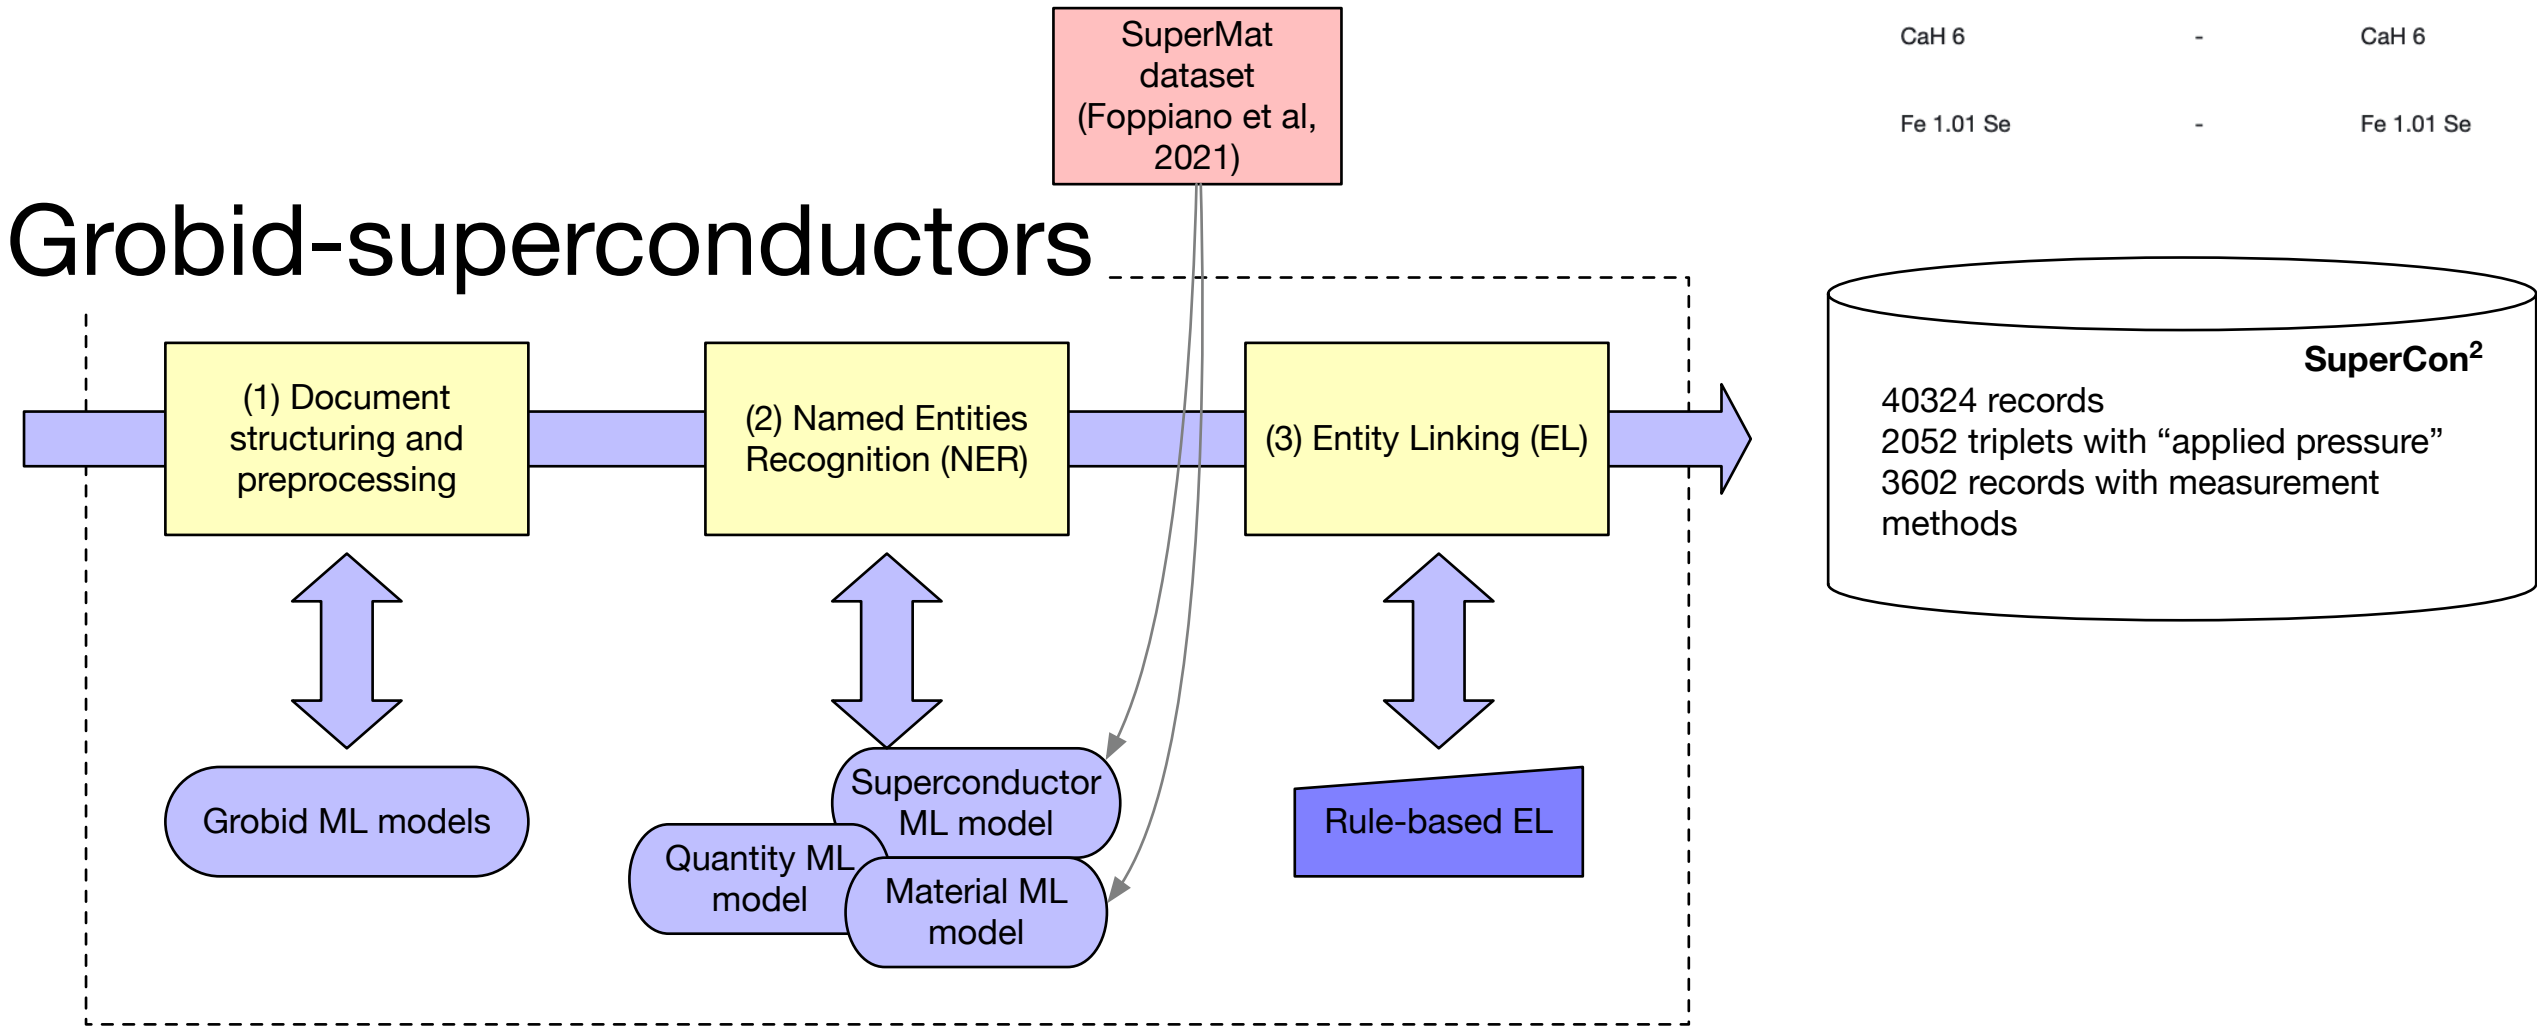 SuperMat
dataset
(Foppiano et al,
2021)
CaH 6 - CaH 6
Fe 1.01 Se - Fe 1.01 Se
Grobid-superconductors
(1) Document
structuring and
preprocessing
(2) Named Entities
Recognition (NER)
(3) Entity Linking (EL)
SuperCon²
40324 records
2052 triplets with “applied pressure”
3602 records with measurement
methods
Grobid ML models
Superconductor
ML model
Quantity ML
model
Material ML
model
Rule-based EL